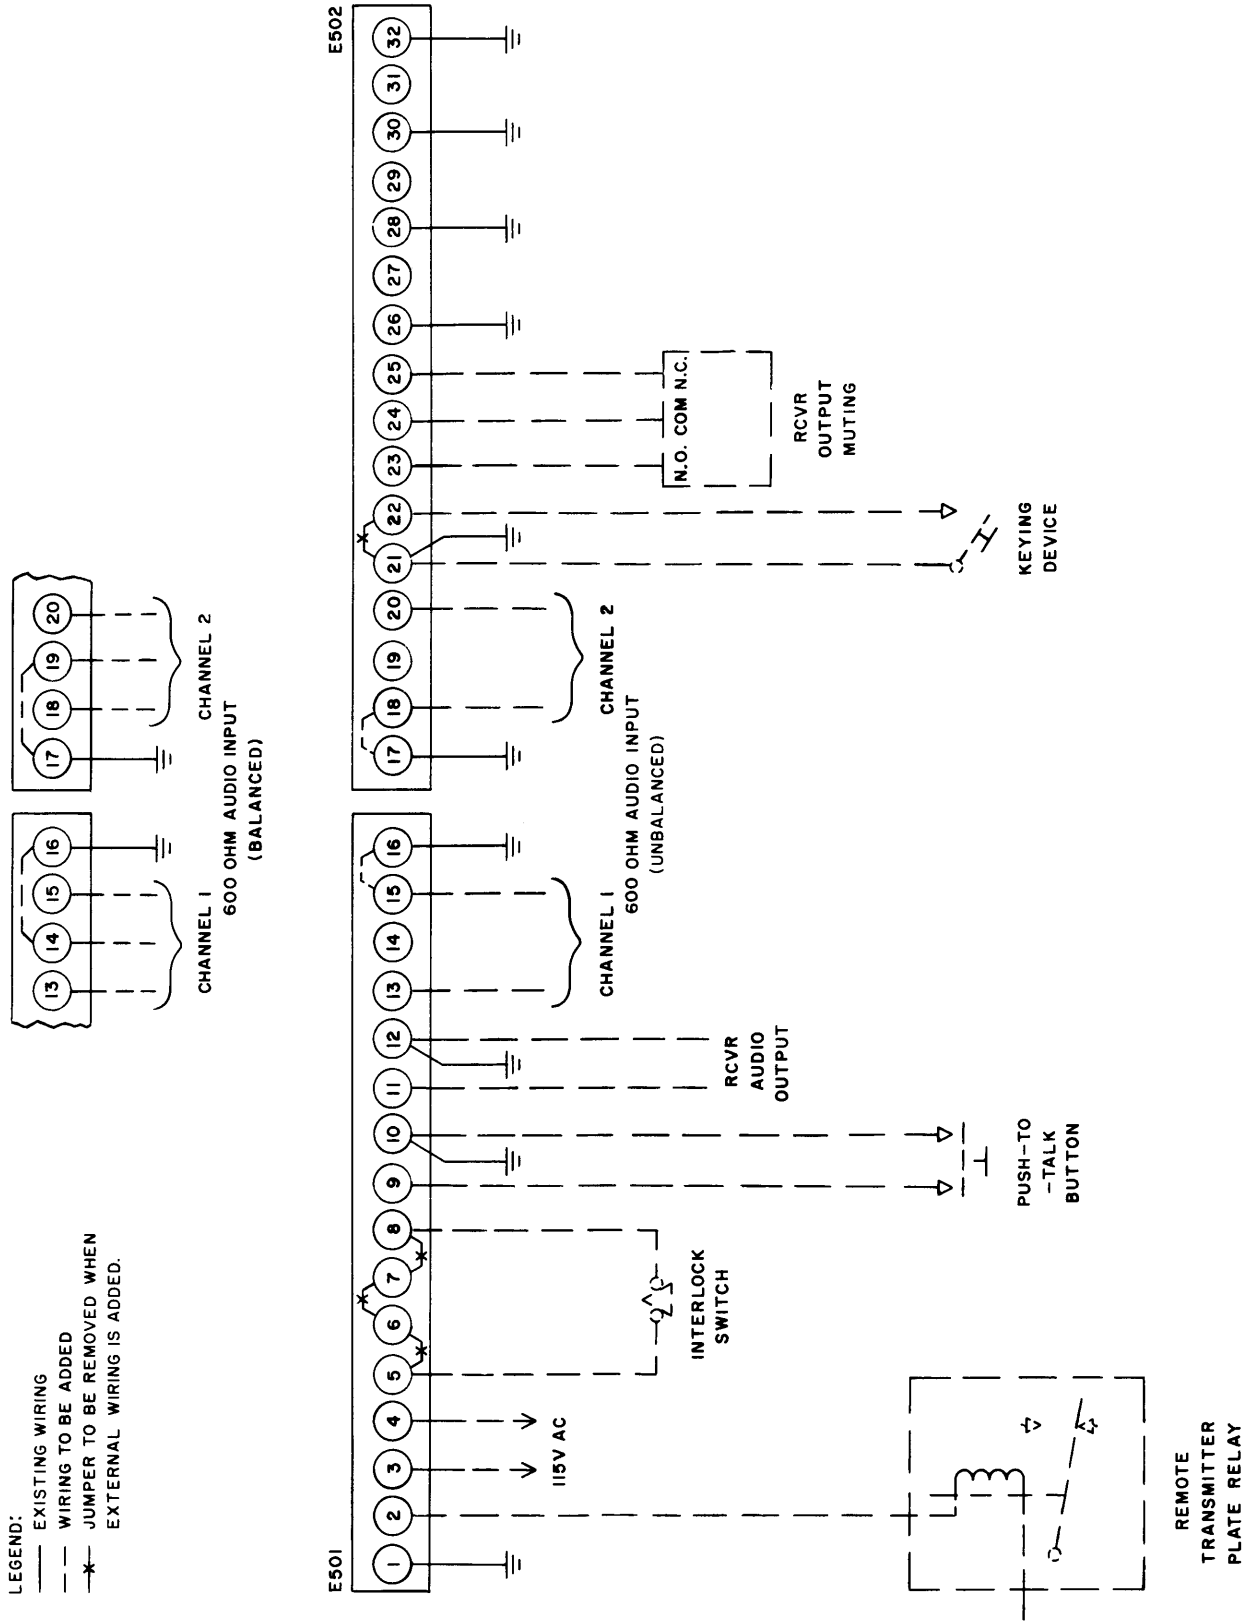 LEGEND:
EXISTING WIRING
WIRING TO BE ADDED
JUMPER TO BE REMOVED WHEN
EXTERNAL WIRING IS ADDED.
13 14 15 16
17 18 19 20
CHANNEL 1
CHANNEL 2
600 OHM AUDIO INPUT
(BALANCED)
E501
E502
1 2 3 4 5 6 7 8 9 10 11 12 13 14 15 16
17 18 19 20 21 22 23 24 25 26 27 28 29 30 31 32
115V AC
CHANNEL 1
CHANNEL 2
600 OHM AUDIO INPUT
(UNBALANCED)
INTERLOCK
SWITCH
RCVR
AUDIO
OUTPUT
N.O. COM N.C.
RCVR
OUTPUT
MUTING
PUSH-TO
-TALK
BUTTON
KEYING
DEVICE
REMOTE
TRANSMITTER
PLATE RELAY